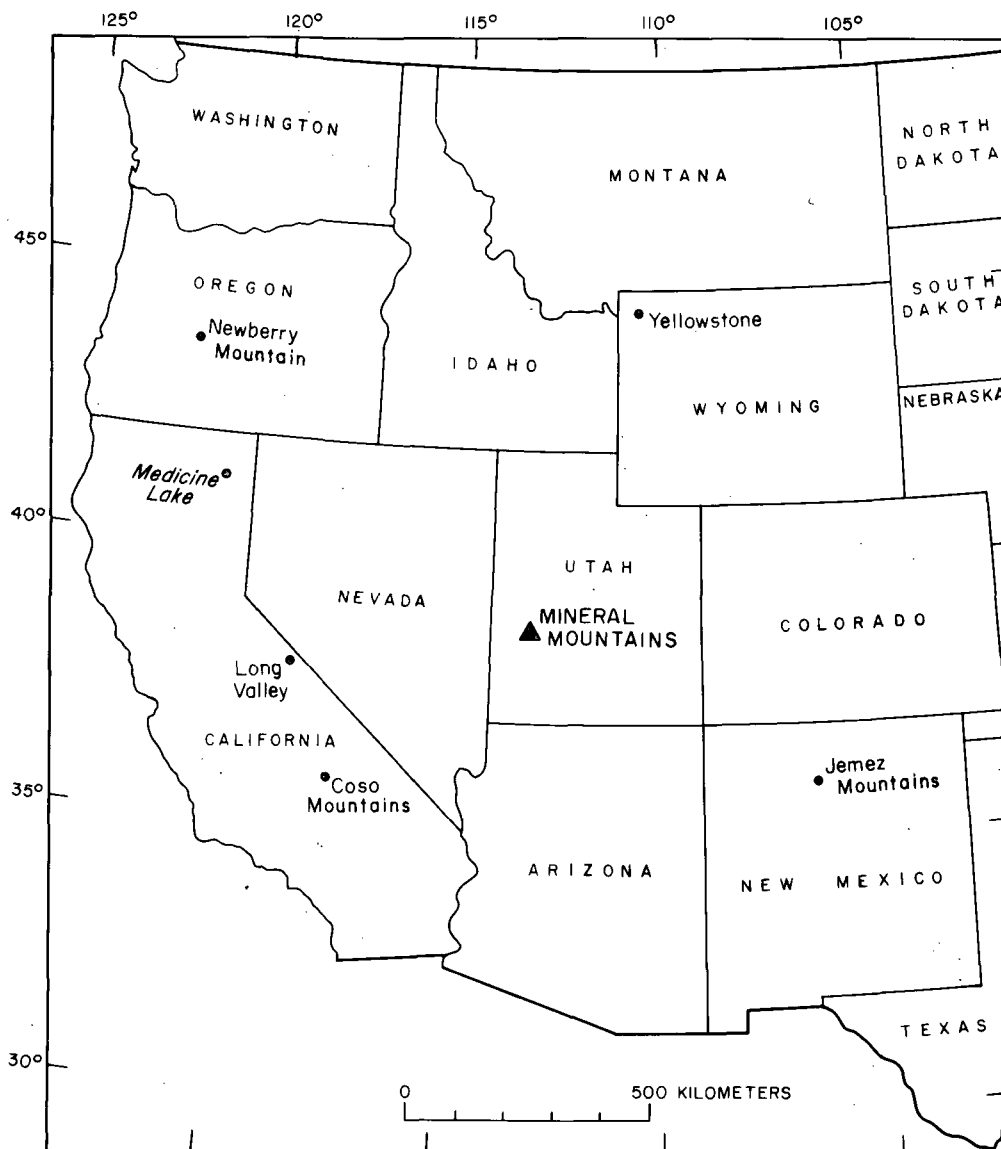 125° 120° 115° 110° 105°
WASHINGTON
NORTH
DAKOTA
MONTANA
45°
OREGON
SOUTH
DAKOTA
Newberry
Mountain
Yellowstone
IDAHO
NEBRASKA
WYOMING
Medicine
Lake
40°
UTAH
NEVADA
MINERAL
MOUNTAINS
COLORADO
Long
Valley
CALIFORNIA
Jemez
Mountains
35°
Coso
Mountains
ARIZONA
NEW MEXICO
TEXAS
30°
0 500 KILOMETERS